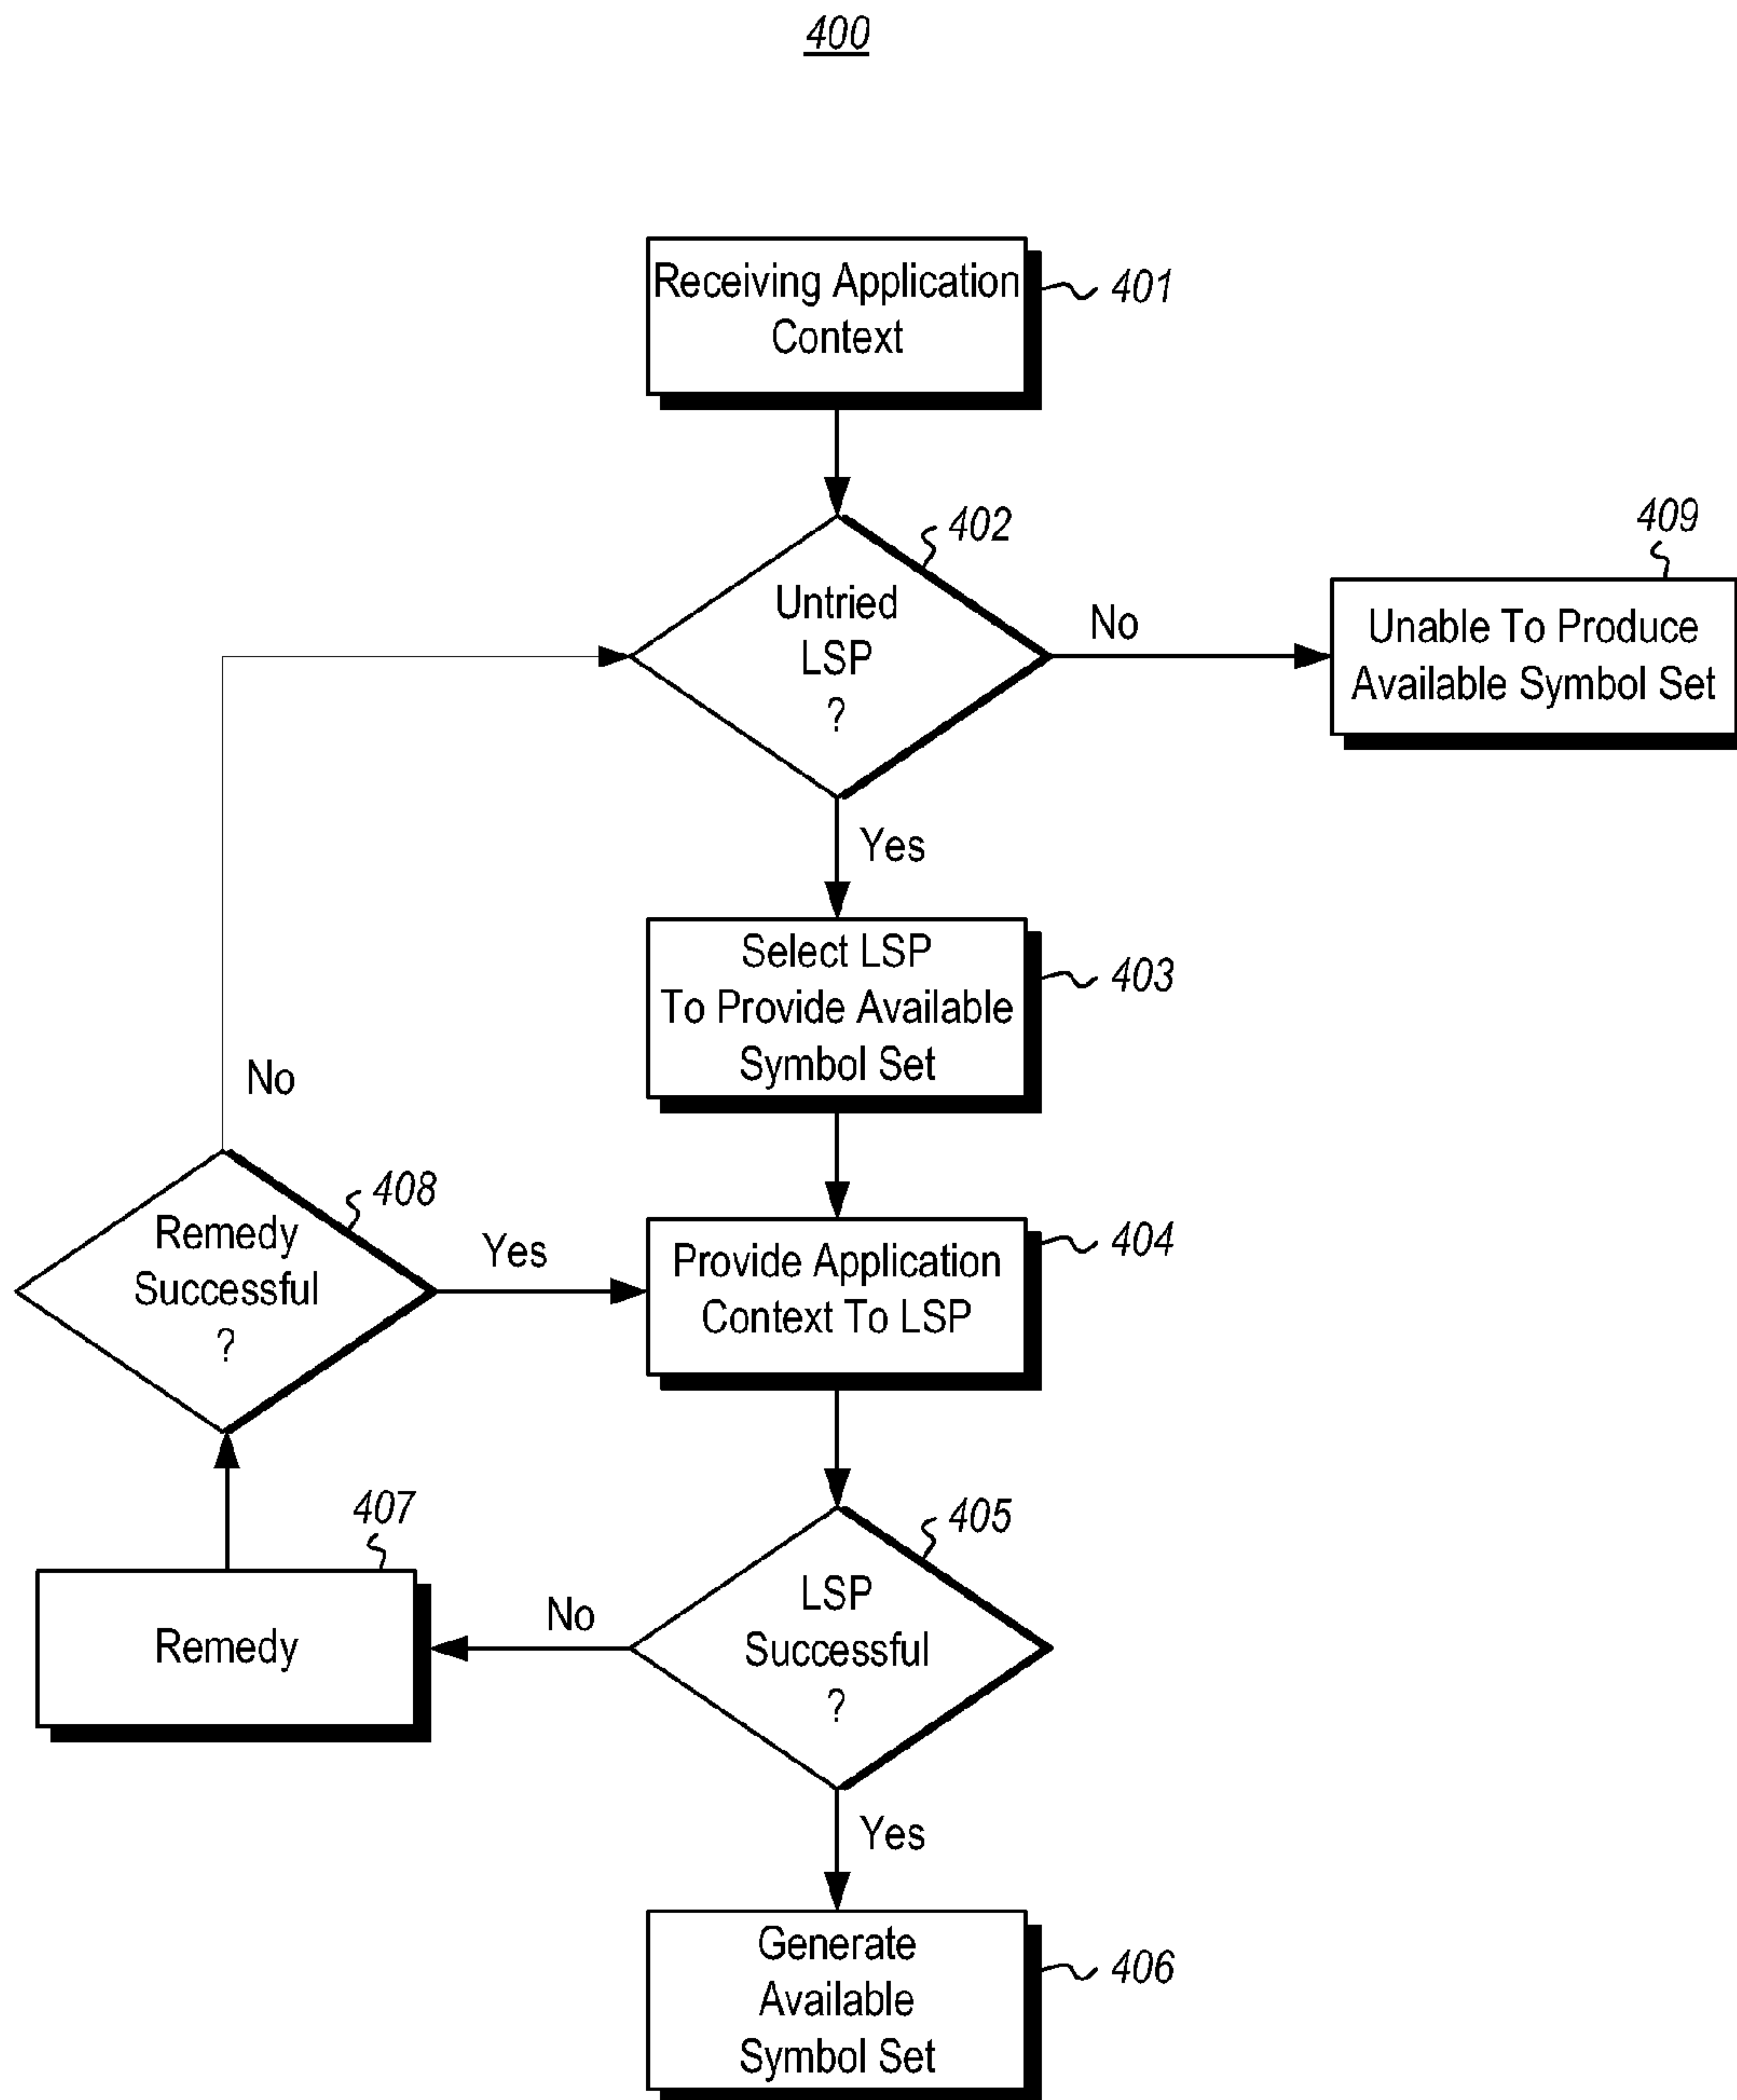 400
Receiving Application
Context
401
402
Untried
LSP
?
No
409
Unable To Produce
Available Symbol Set
Yes
Select LSP
To Provide Available
Symbol Set
403
No
408
Remedy
Successful
?
Yes
Provide Application
Context To LSP
404
407
Remedy
No
405
LSP
Successful
?
Yes
Generate
Available
Symbol Set
406